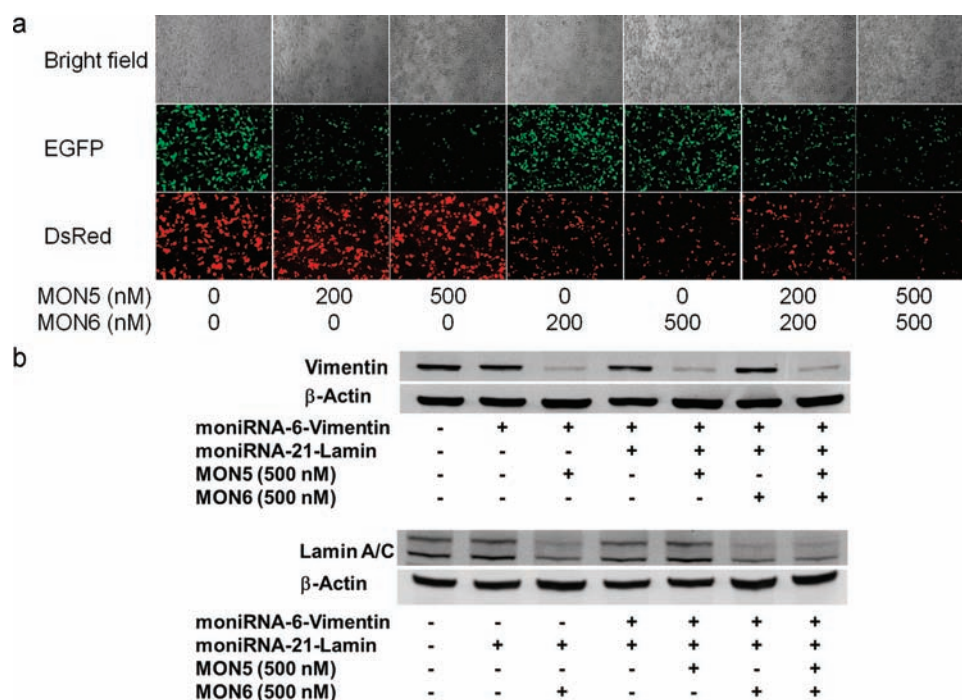 a
Bright field
EGFP
DsRed
MON5 (nM) 0 200 500 0 0 200 500
MON6 (nM) 0 0 0 200 500 200 500
b
Vimentin
β-Actin
moniRNA-6-Vimentin - + + + + + +
moniRNA-21-Lamin - - - + + + +
MON5 (500 nM) - - + - + - +
MON6 (500 nM) - - - - - + +
Lamin A/C
β-Actin
moniRNA-6-Vimentin - - - + + + +
moniRNA-21-Lamin - + + + + + +
MON5 (500 nM) - - - - + - +
MON6 (500 nM) - - + - - + +